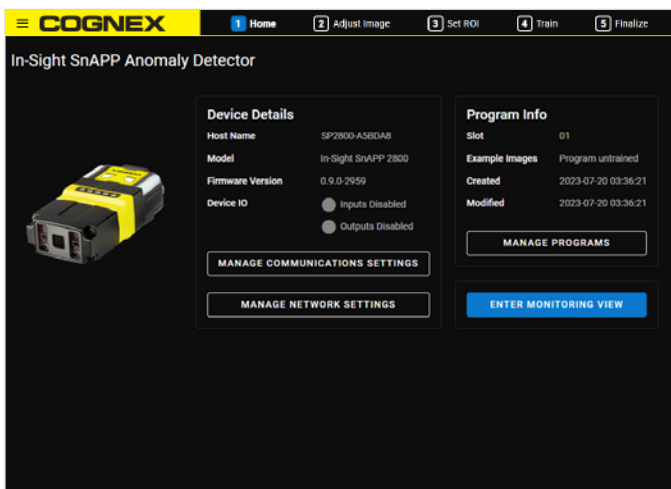 COGNEX
1 Home
2 Adjust Image
3 Set ROI
4 Train
5 Finalize
In-Sight SnAPP Anomaly Detector
Device Details
Host Name SP2800-A5BDA8
Model In-Sight SnAPP 2800
Firmware Version 0.9.0-2959
Device IO Inputs Disabled
Outputs Disabled
MANAGE COMMUNICATIONS SETTINGS
MANAGE NETWORK SETTINGS
Program Info
Slot 01
Example Images Program untrained
Created 2023-07-20 03:36:21
Modified 2023-07-20 03:36:21
MANAGE PROGRAMS
ENTER MONITORING VIEW